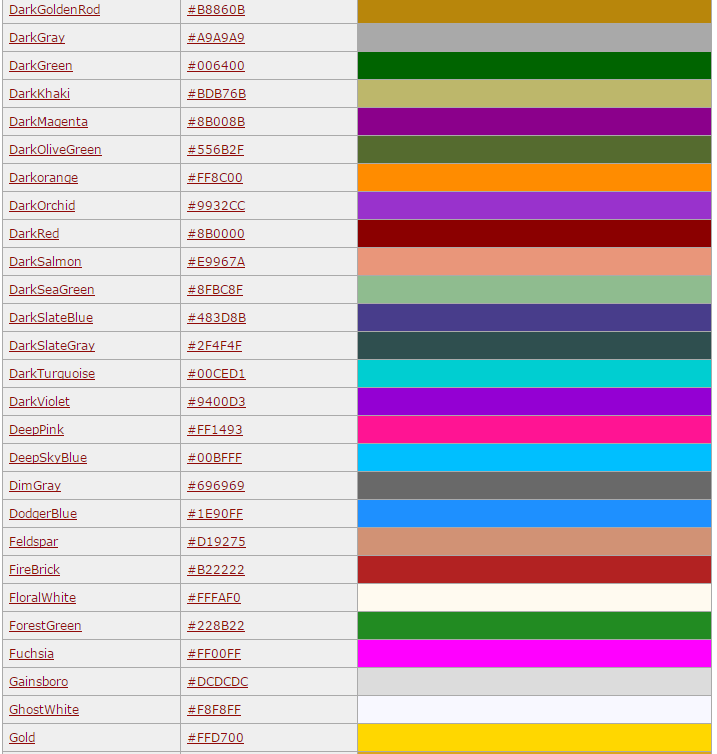 DarkGoldenRod #B8860B
DarkGray #A9A9A9
DarkGreen #006400
DarkKhaki #BDB76B
DarkMagenta #8B008B
DarkOliveGreen #556B2F
Darkorange #FF8C00
DarkOrchid #9932CC
DarkRed #8B0000
DarkSalmon #E9967A
DarkSeaGreen #8FBC8F
DarkSlateBlue #483D8B
DarkSlateGray #2F4F4F
DarkTurquoise #00CED1
DarkViolet #9400D3
DeepPink #FF1493
DeepSkyBlue #00BFFF
DimGray #696969
DodgerBlue #1E90FF
Feldspar #D19275
FireBrick #B22222
FloralWhite #FFFAF0
ForestGreen #228B22
Fuchsia #FF00FF
Gainsboro #DCDCDC
GhostWhite #F8F8FF
Gold #FFD700